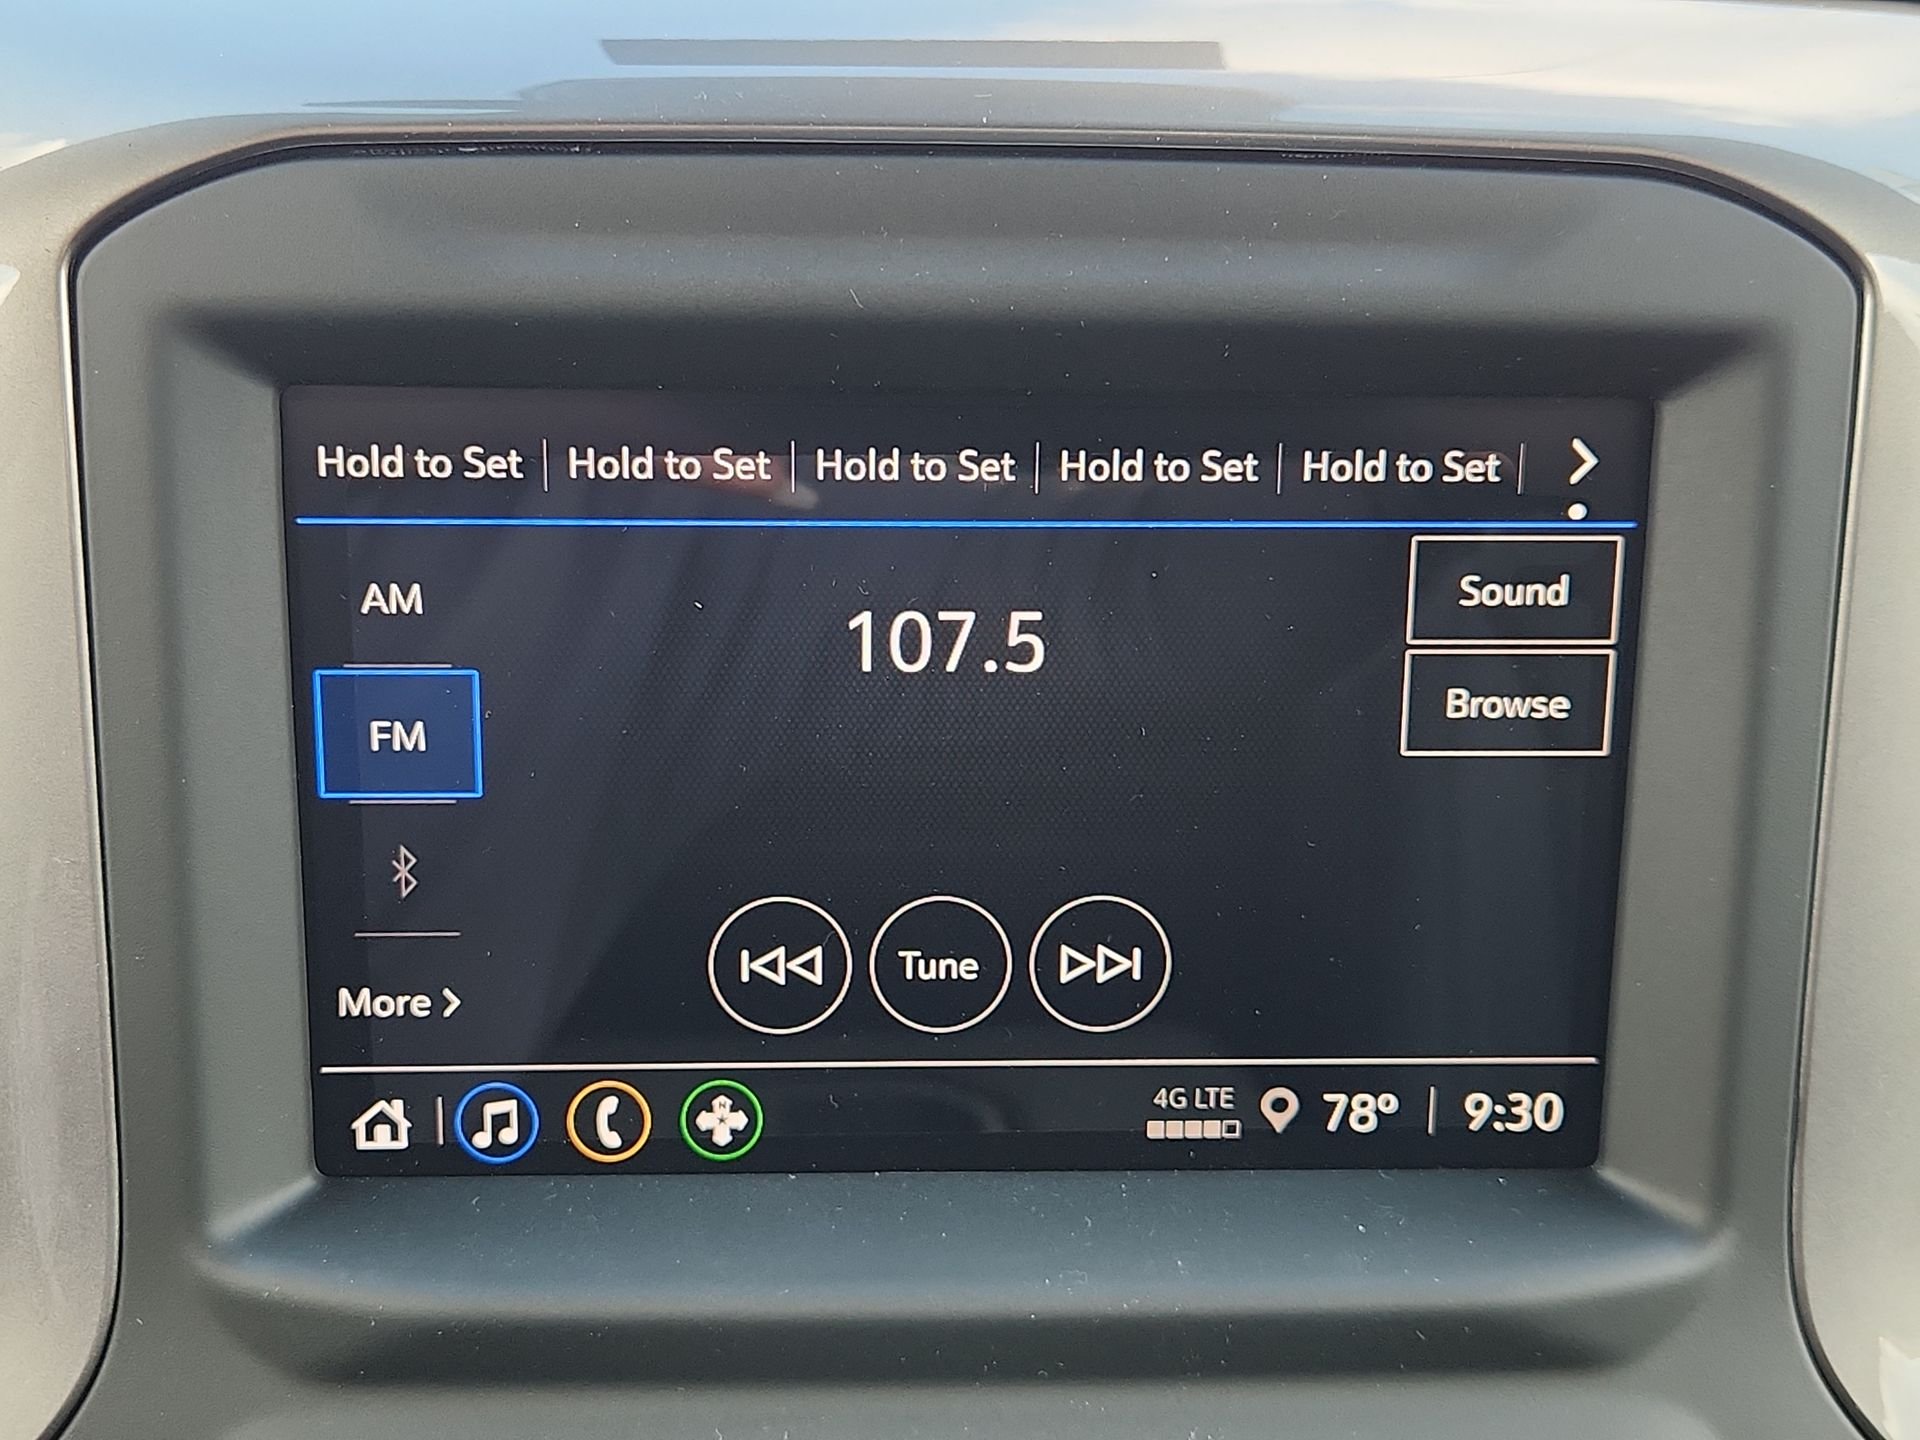 Hold to Set Hold to Set Hold to Set Hold to Set Hold to Set
AM
107.5
Sound
FM
Browse
Tune
More
4G LTE
78° 9:30
N